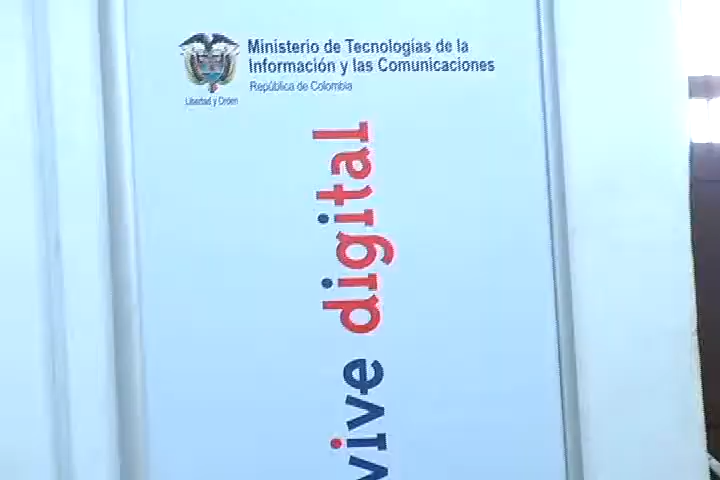 Ministerio de Tecnologías de la
Información y las Comunicaciones
República de Colombia
Libertad y Orden
vive digital